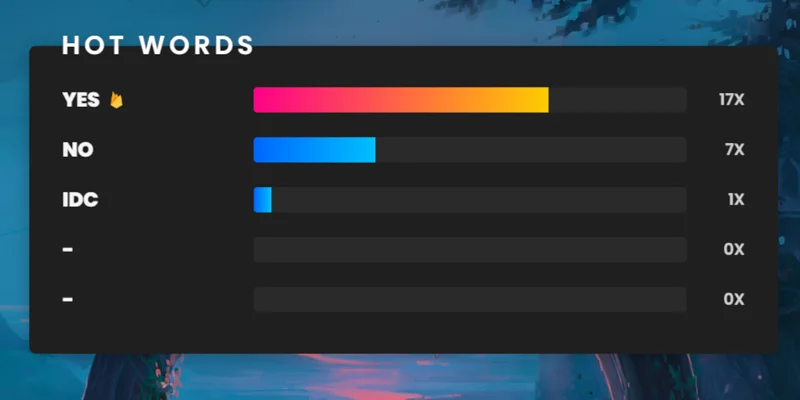 HOT WORDS
YES 🔥 17X
NO 7X
IDC 1X
- 0X
- 0X